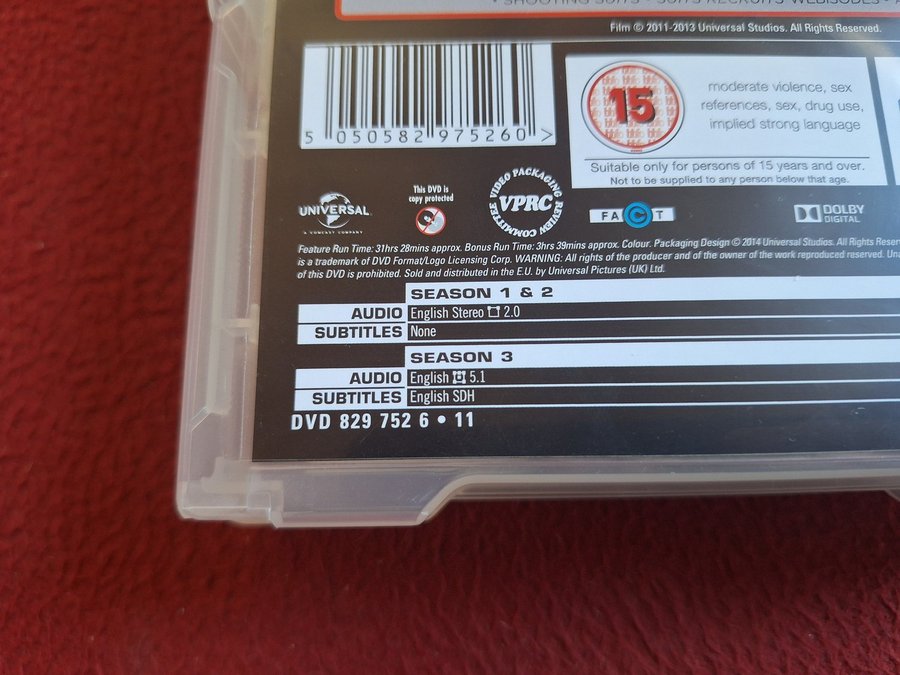 • SHOOTING SUITS • SUITS RECRUITS WEBISODES •
Film © 2011-2013 Universal Studios. All Rights Reserved.
5 050582 975260 >
15
moderate violence, sex
references, sex, drug use,
implied strong language
Suitable only for persons of 15 years and over.
Not to be supplied to any person below that age.
UNIVERSAL
A COMCAST COMPANY
This DVD is
copy protected
VIDEO PACKAGING
VPRC
REVIEW COMMITTEE
FACT
DOLBY
DIGITAL
Feature Run Time: 31hrs 28mins approx. Bonus Run Time: 3hrs 39mins approx. Colour. Packaging Design © 2014 Universal Studios. All Rights
is a trademark of DVD Format/Logo Licensing Corp. WARNING: All rights of the producer and of the owner of the work reproduced reserved.
of this DVD is prohibited. Sold and distributed in the E.U. by Universal Pictures (UK) Ltd.
SEASON 1 & 2
AUDIO English Stereo 2.0
SUBTITLES None
SEASON 3
AUDIO English 5.1
SUBTITLES English SDH
DVD 829 752 6 • 11